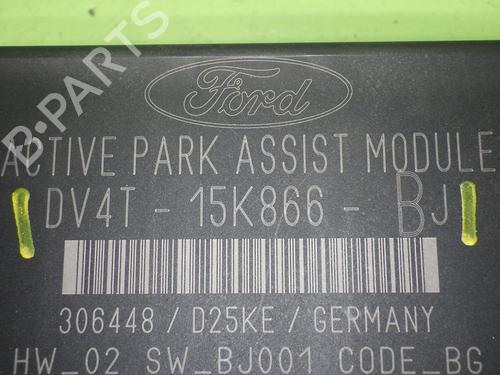 Ford
ACTIVE PARK ASSIST MODULE
DV4T - 15K866 - BJ
306448 / D25KE / GERMANY
HW_02 SW_BJ001 CODE_BG
B-PARTS